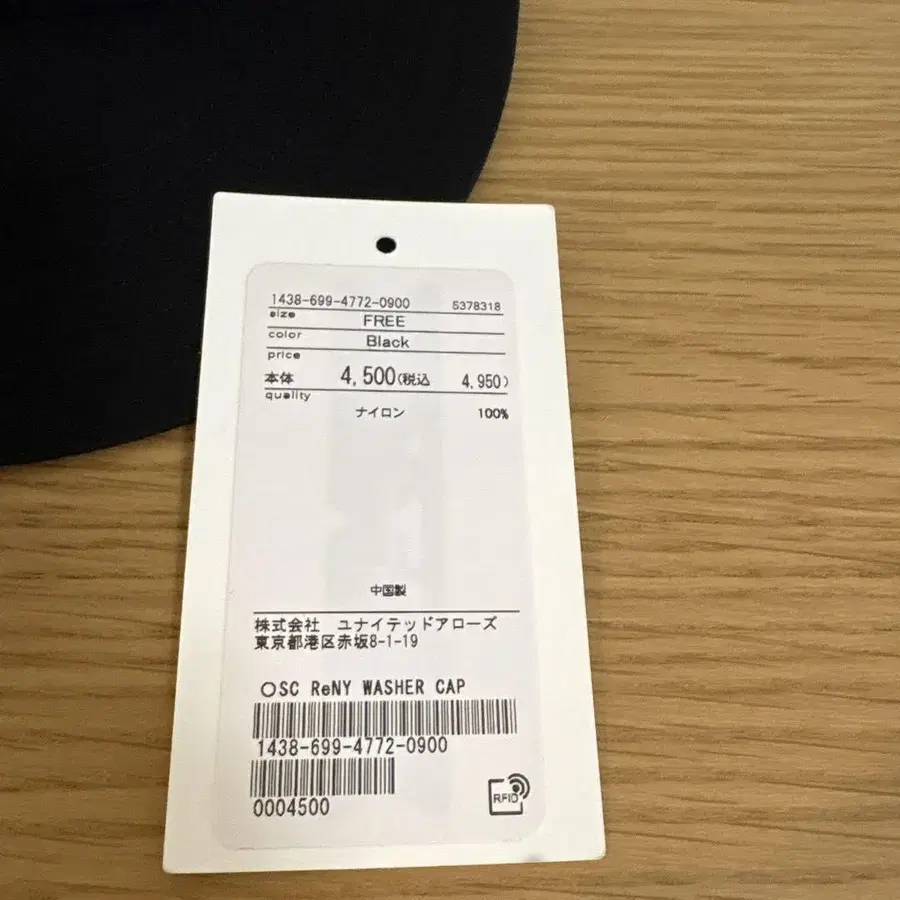 1438-699-4772-0900 5378318
size FREE
color Black
price
本体 4,500(税込 4,950)
quality
ナイロン 100%
中国製
株式会社 ユナイテッドアローズ
東京都港区赤坂8-1-19
〇SC ReNY WASHER CAP
1438-699-4772-0900
0004500
RFID